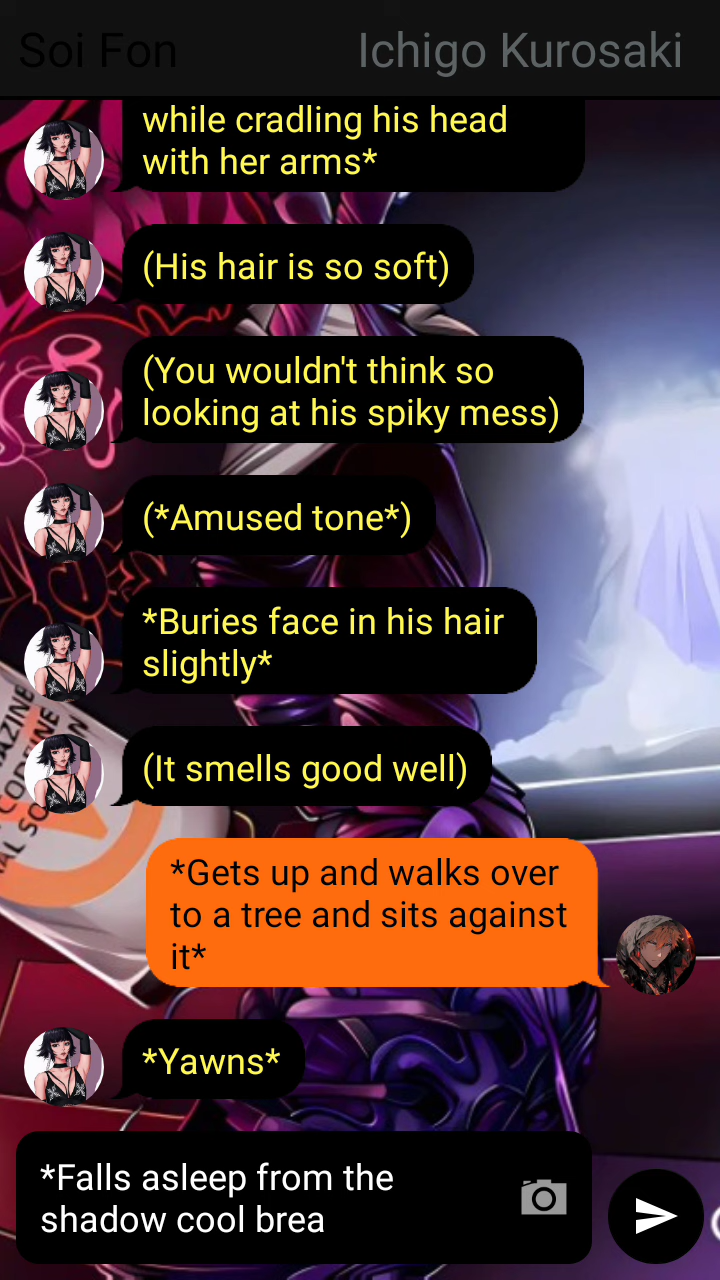 Soi Fon
Ichigo Kurosaki
while cradling his head
with her arms*
(His hair is so soft)
(You wouldn't think so
looking at his spiky mess)
(*Amused tone*)
*Buries face in his hair
slightly*
(It smells good well)
*Gets up and walks over
to a tree and sits against
it*
*Yawns*
*Falls asleep from the
shadow cool brea